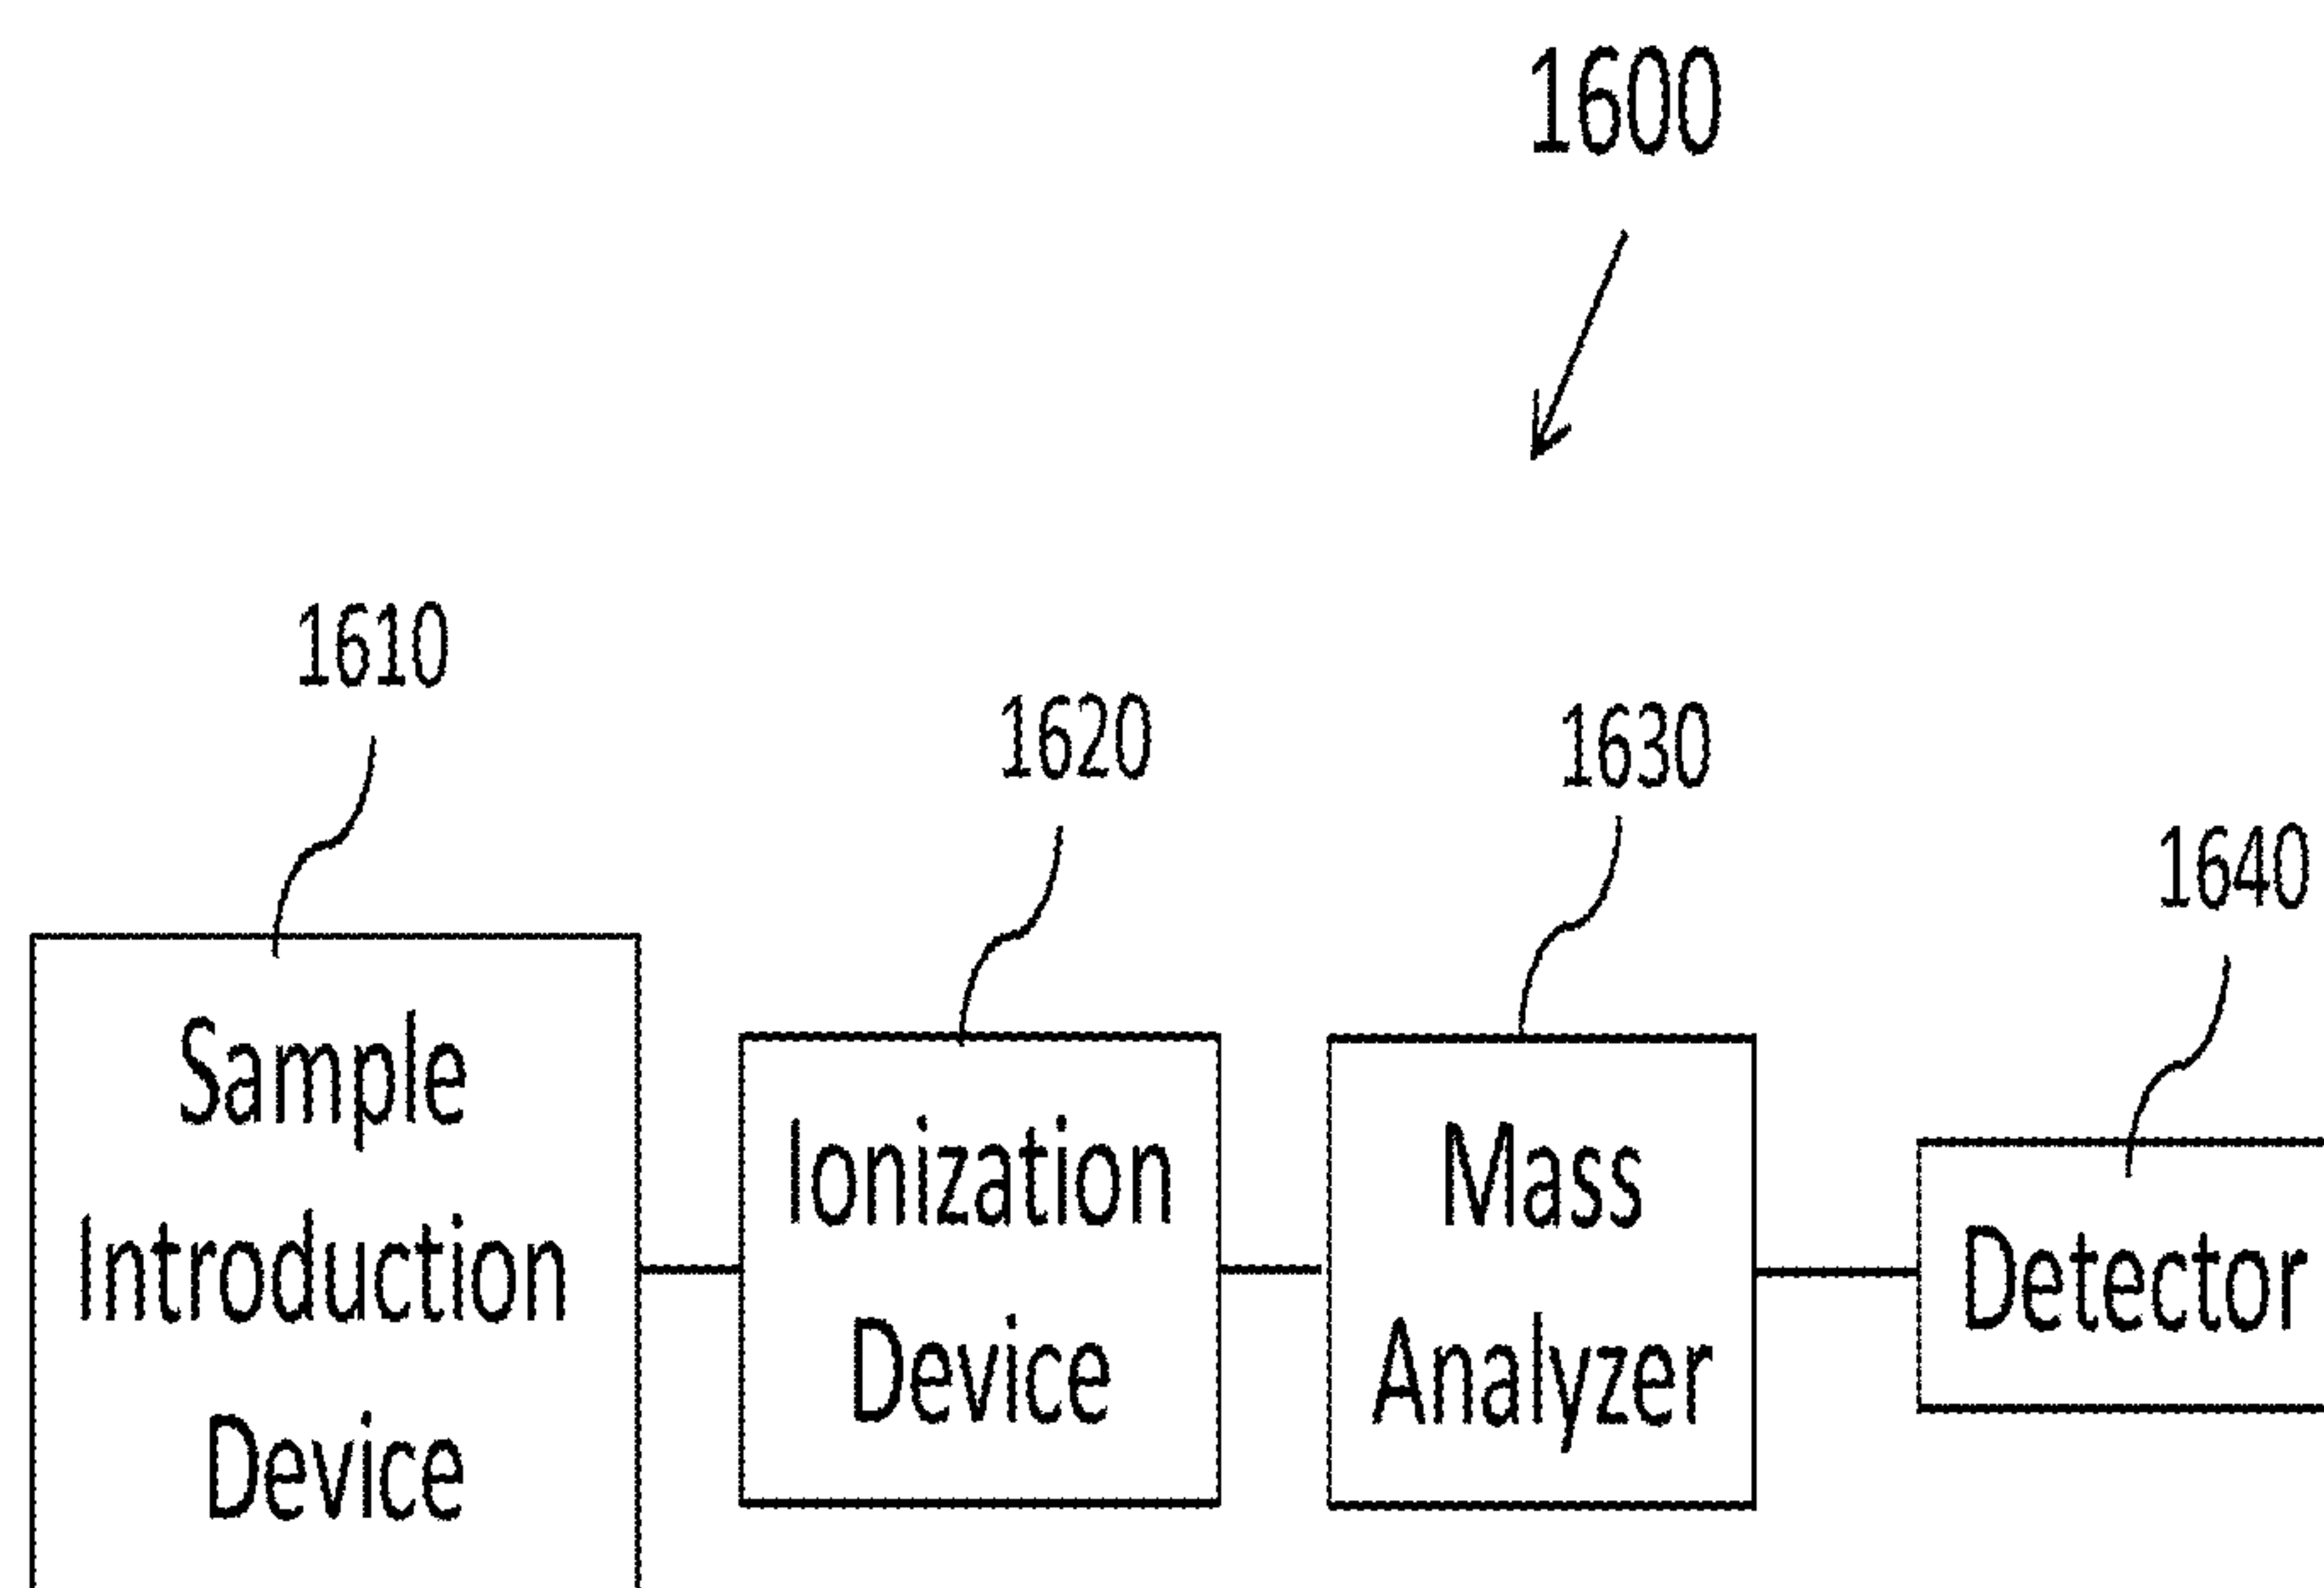 1600
1610
1620
1630
1640
Sample
Introduction
Device
Ionization
Device
Mass
Analyzer
Detector